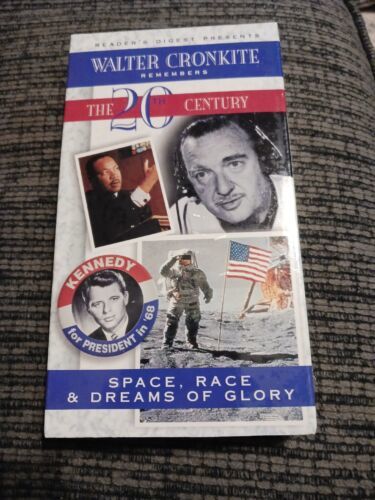 READER'S DIGEST PRESENTS
WALTER CRONKITE
REMEMBERS
THE 20TH CENTURY
KENNEDY
for PRESIDENT in '68
SPACE, RACE
& DREAMS OF GLORY